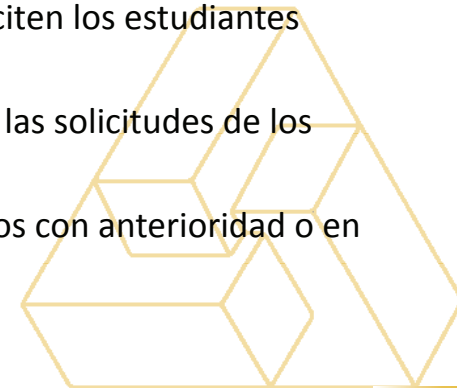 citen los estudiantes
las solicitudes de los
os con anterioridad o en